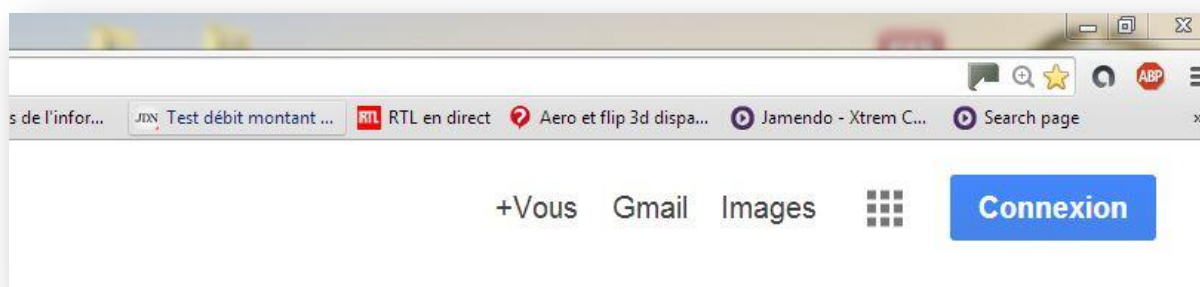 ABP
s de l'infor... JDN Test débit montant ... RTL RTL en direct Aero et flip 3d dispa... Jamendo - Xtrem C... Search page »
+Vous Gmail Images Connexion